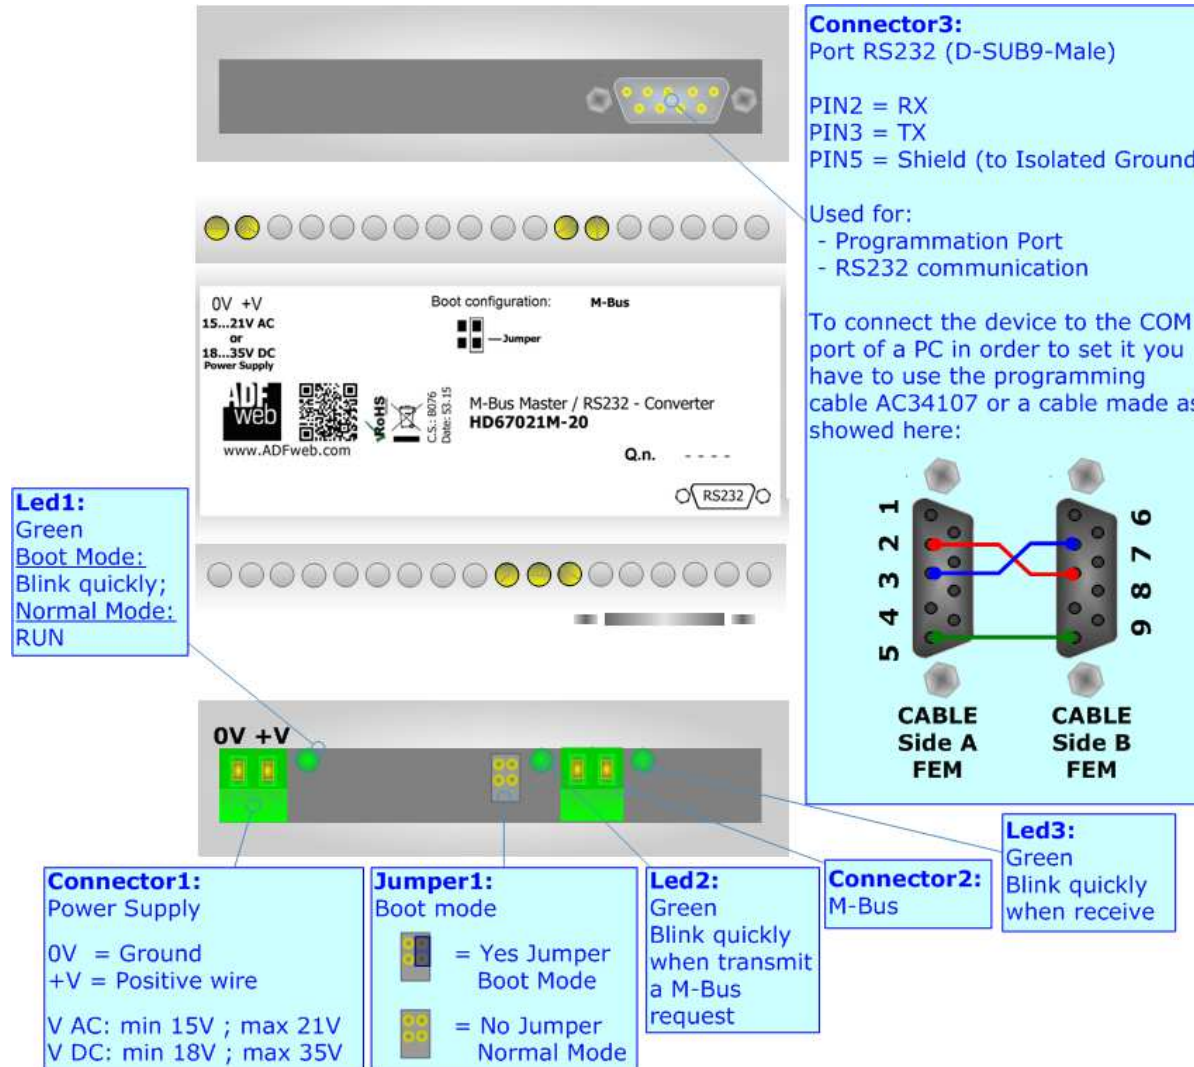 Connector3:
Port RS232 (D-SUB9-Male)
PIN2 = RX
PIN3 = TX
PIN5 = Shield (to Isolated Ground
Used for:
- Programmation Port
- RS232 communication
To connect the device to the COM
port of a PC in order to set it you
have to use the programming
cable AC34107 or a cable made as
showed here:
1
2
3
4
5
6
7
8
9
CABLE
Side A
FEM
CABLE
Side B
FEM
0V +V
15...21V AC
or
18...35V DC
Power Supply
Boot configuration:
M-Bus
Jumper
ADF
web
www.ADFweb.com
RoHS
C.S.: 8076
Date: 53-15
M-Bus Master / RS232 - Converter
HD67021M-20
Q.n. - - - -
RS232
Led1:
Green
Boot Mode:
Blink quickly;
Normal Mode:
RUN
0V +V
Connector1:
Power Supply
0V = Ground
+V = Positive wire
V AC: min 15V ; max 21V
V DC: min 18V ; max 35V
Jumper1:
Boot mode
= Yes Jumper
Boot Mode
= No Jumper
Normal Mode
Led2:
Green
Blink quickly
when transmit
a M-Bus
request
Connector2:
M-Bus
Led3:
Green
Blink quickly
when receive